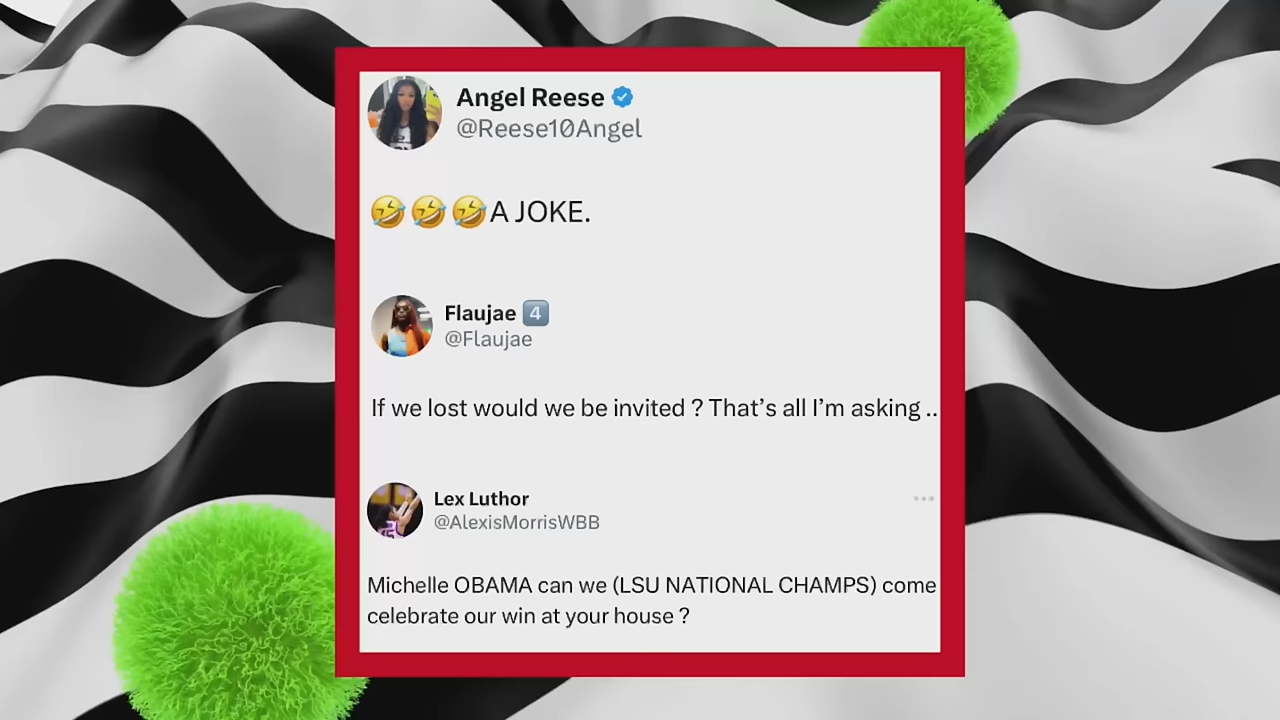 Angel Reese
@Reese10Angel
🤣🤣🤣A JOKE.
Flaujae 4️⃣
@Flaujae
If we lost would we be invited ? That’s all I’m asking ..
Lex Luthor
@AlexisMorrisWBB
Michelle OBAMA can we (LSU NATIONAL CHAMPS) come
celebrate our win at your house ?